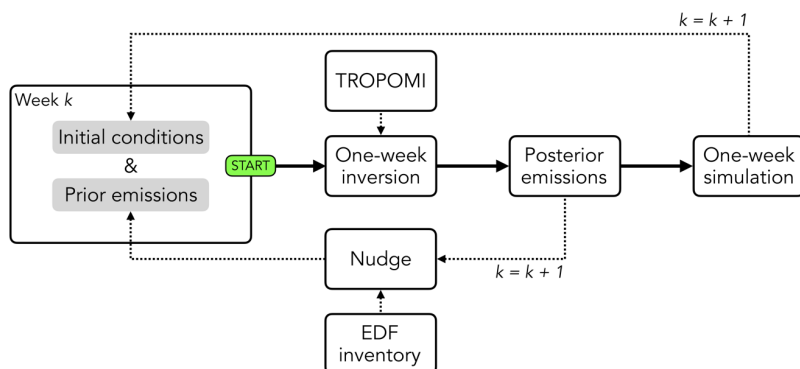 k = k + 1
TROPOMI
Week k
Initial conditions
&
Prior emissions
START
One-week
inversion
Posterior
emissions
One-week
simulation
Nudge
k = k + 1
EDF
inventory